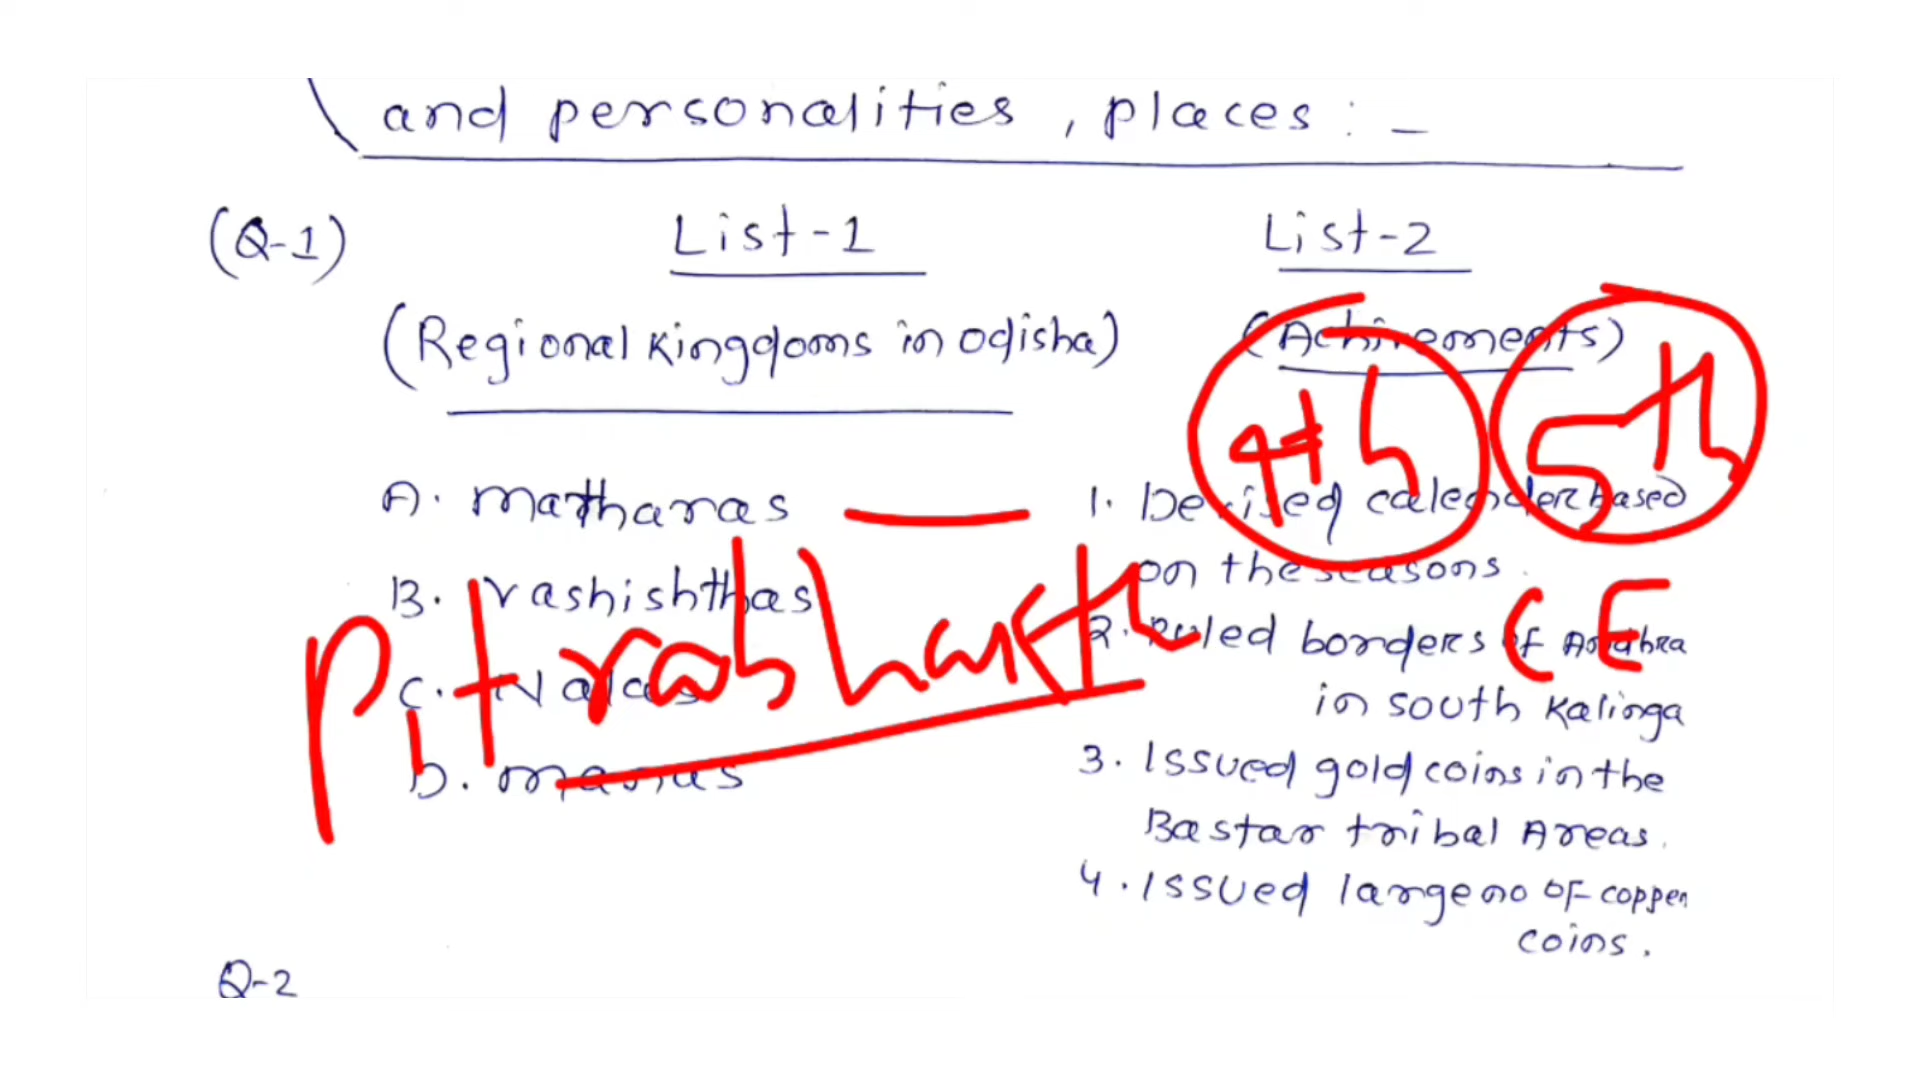 and personalities, places : -
(Q-1) List-1 List-2
(Regional Kingdoms in odisha) (Achivements)
4th 5th
A. matharas 1. Devised calender based
on the seasons.
B. vashishthas
CE
Pitrabhakta
2. Ruled borders of Andhra
C. Nalas
in south Kalinga
D. manas
3. Issued gold coins in the
Bastar tribal Areas.
4. Issued large no of copper
coins.
Q-2